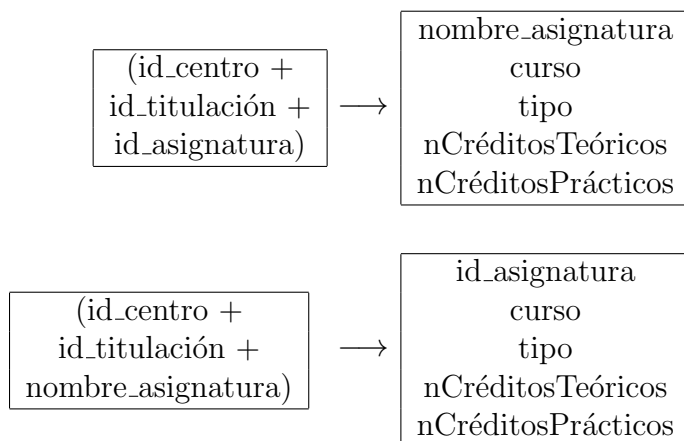 (id_centro +
id_titulación +
id_asignatura)
⟶
nombre_asignatura
curso
tipo
nCréditosTeóricos
nCréditosPrácticos
(id_centro +
id_titulación +
nombre_asignatura)
⟶
id_asignatura
curso
tipo
nCréditosTeóricos
nCréditosPrácticos